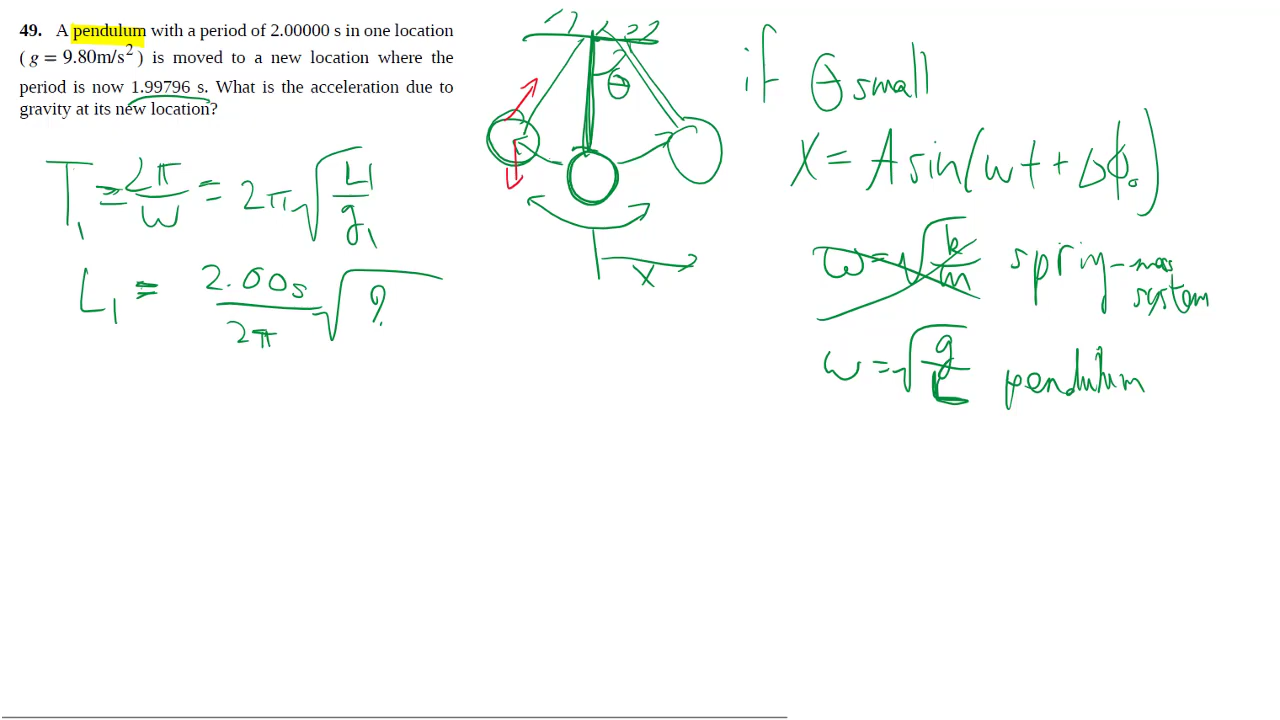 49. A pendulum with a period of 2.00000 s in one location
( g = 9.80m/s² ) is moved to a new location where the
period is now 1.99796 s. What is the acceleration due to
gravity at its new location?
T₁ = 2π/w = 2π√(L1/g₁)
L₁ = 2.00s/2π √(9.
θ
x
if θ small
X = A sin(wt + Δϕ₀)
w = √(k/m) spring-mass
system
w = √(g/L) pendulum